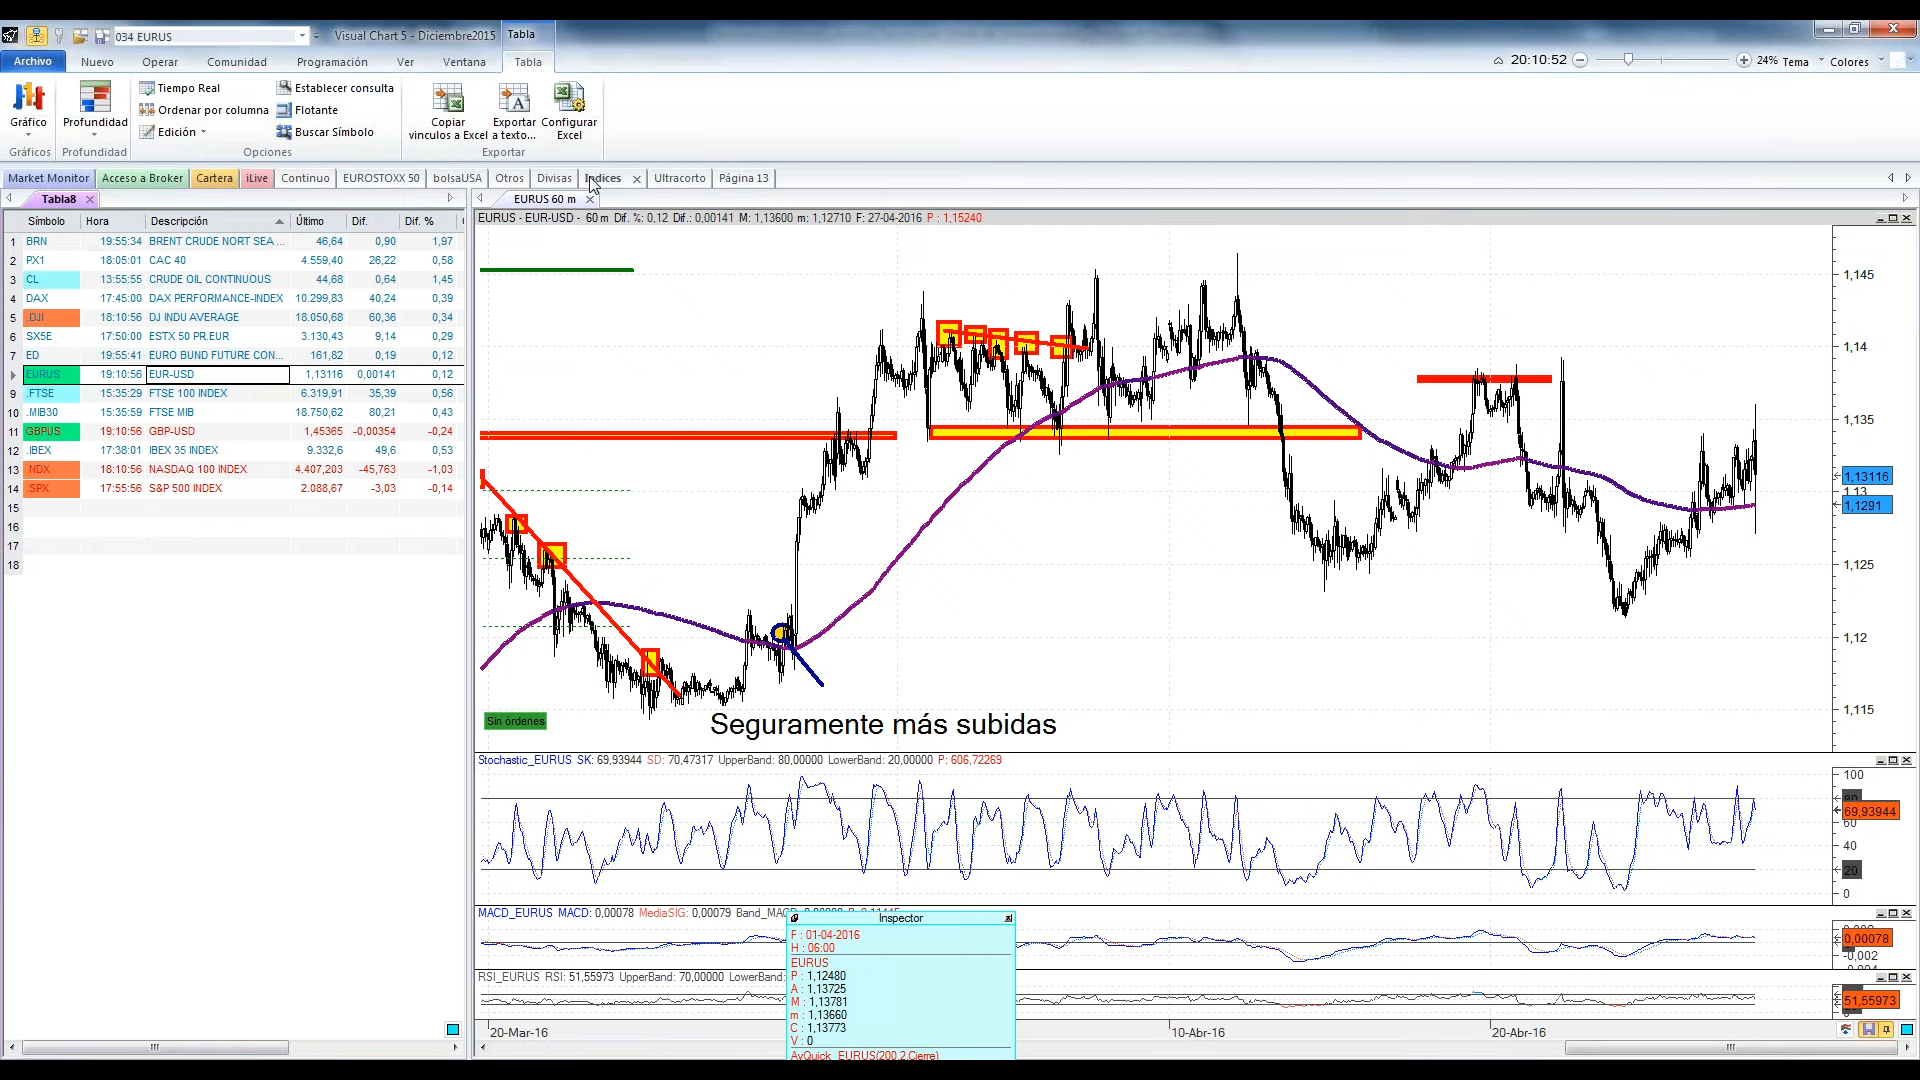 034 EURUS
Visual Chart 5 - Diciembre2015
Tabla
Archivo Nuevo Operar Comunidad Programación Ver Ventana Tabla
20:10:52 24% Tema Colores
Gráfico
Profundidad
Tiempo Real
Ordenar por columna
Edición
Establecer consulta
Flotante
Buscar Símbolo
Copiar vinculos a Excel
Exportar a texto...
Configurar Excel
Gráficos Profundidad Opciones Exportar
Market Monitor Acceso a Broker Cartera iLive Continuo EUROSTOXX 50 bolsaUSA Otros Divisas Indices Ultracorto Página 13
Tabla8
EURUS 60 m
Símbolo Hora Descripción Último Dif. Dif. %
1 BRN 19:55:34 BRENT CRUDE NORT SEA ... 46,64 0,90 1,97
2 PX1 18:05:01 CAC 40 4.559,40 26,22 0,58
3 CL 13:55:55 CRUDE OIL CONTINUOUS 44,68 0,64 1,45
4 DAX 17:45:00 DAX PERFORMANCE-INDEX 10.299,83 40,24 0,39
5 .DJI 18:10:56 DJ INDU AVERAGE 18.050,68 60,36 0,34
6 SX5E 17:50:00 ESTX 50 PR.EUR 3.130,43 9,14 0,29
7 ED 19:55:41 EURO BUND FUTURE CON... 161,82 0,19 0,12
EURUS 19:10:56 EUR-USD 1,13116 0,00141 0,12
9 .FTSE 15:35:29 FTSE 100 INDEX 6.319,91 35,39 0,56
10 .MIB30 15:35:59 FTSE MIB 18.750,62 80,21 0,43
11 GBPUS 19:10:56 GBP-USD 1,45365 -0,00354 -0,24
12 .IBEX 17:38:01 IBEX 35 INDEX 9.332,6 49,6 0,53
13 .NDX 18:10:56 NASDAQ 100 INDEX 4.407,203 -45,763 -1,03
14 .SPX 17:55:56 S&P 500 INDEX 2.088,67 -3,03 -0,14
15
16
17
18
EURUS - EUR-USD - 60 m Dif. %: 0,12 Dif.: 0,00141 M: 1,13600 m: 1,12710 F: 27-04-2016 P : 1,15240
1,145
1,14
1,135
1,13116
1,13
1,1291
1,125
1,12
1,115
Sin órdenes
Seguramente más subidas
Stochastic_EURUS SK: 69,93944 SD: 70,47317 UpperBand: 80,00000 LowerBand: 20,00000 P: 606,72269
100
80
69,93944
60
40
20
0
MACD_EURUS MACD: 0,00078 MediaSIG: 0,00079
0,00078
-0,002
RSI_EURUS RSI: 51,55973 UpperBand: 70,00000 LowerBand:
51,55973
Inspector
F : 01-04-2016
H : 06:00
EURUS
P : 1,12480
A : 1,13725
M : 1,13781
m : 1,13660
C : 1,13773
V : 0
AvQuick_EURUS(200,2,Cierre)
20-Mar-16 10-Abr-16 20-Abr-16